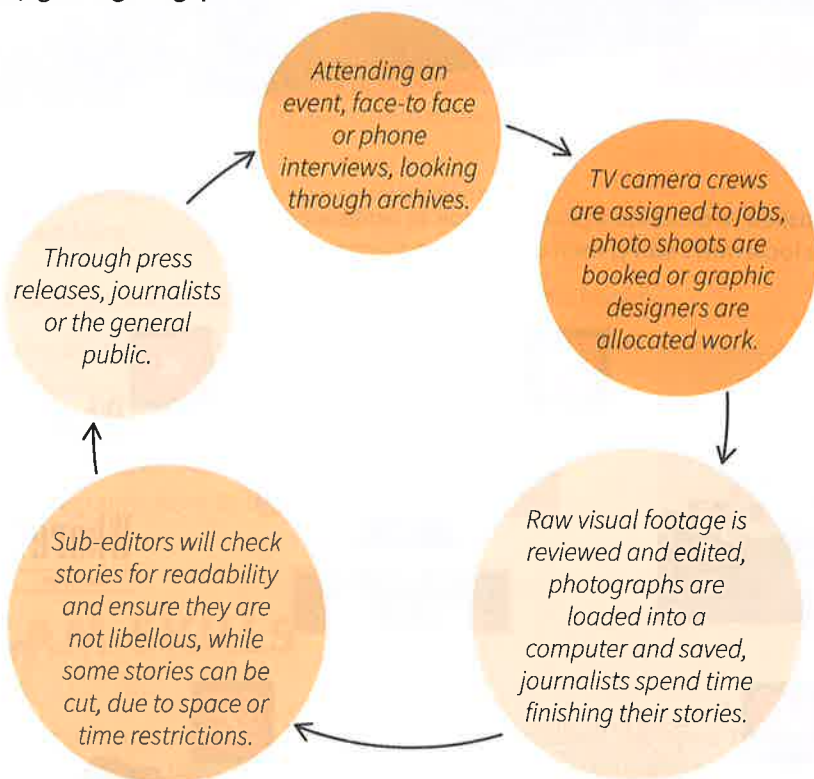 Attending an
event, face-to face
or phone
interviews, looking
through archives.
TV camera crews
are assigned to jobs,
photo shoots are
booked or graphic
designers are
allocated work.
Raw visual footage is
reviewed and edited,
photographs are
loaded into a
computer and saved,
journalists spend time
finishing their stories.
Sub-editors will check
stories for readability
and ensure they are
not libellous, while
some stories can be
cut, due to space or
time restrictions.
Through press
releases, journalists
or the general
public.